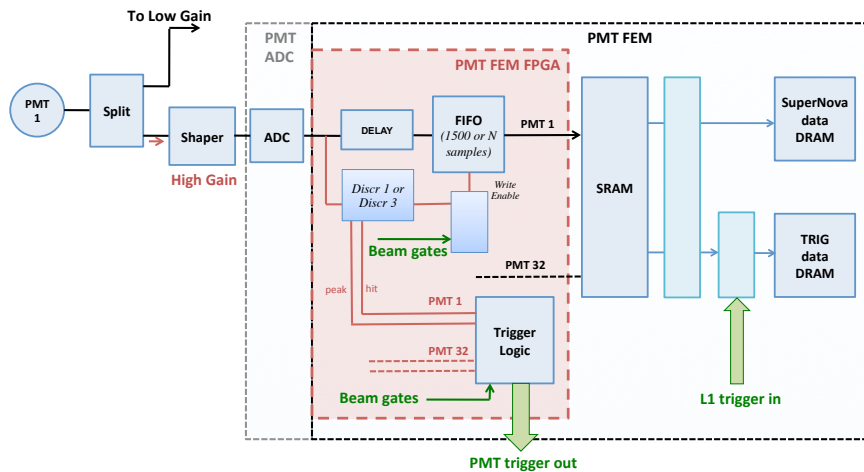 To Low Gain
PMT
ADC
PMT FEM
PMT FEM FPGA
PMT
1
Split
Shaper
High Gain
ADC
DELAY
FIFO
(1500 or N
samples)
PMT 1
Write
Enable
Discr 1 or
Discr 3
Beam gates
SRAM
SuperNova
data
DRAM
PMT 32
TRIG
data
DRAM
peak
hit
PMT 1
PMT 32
Trigger
Logic
Beam gates
L1 trigger in
PMT trigger out